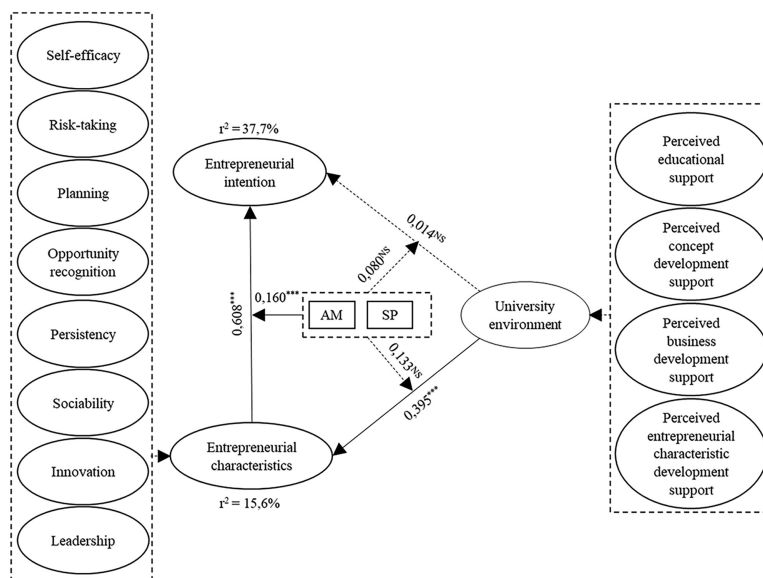 Self-efficacy
Risk-taking
Planning
Opportunity
recognition
Persistency
Sociability
Innovation
Leadership
r² = 37,7%
Entrepreneurial
intention
0,014ᴺˢ
0,080ᴺˢ
0,160***
0,608***
AM
SP
0,133ᴺˢ
0,395***
University
environment
Entrepreneurial
characteristics
r² = 15,6%
Perceived
educational
support
Perceived
concept
development
support
Perceived
business
development
support
Perceived
entrepreneurial
characteristic
development
support